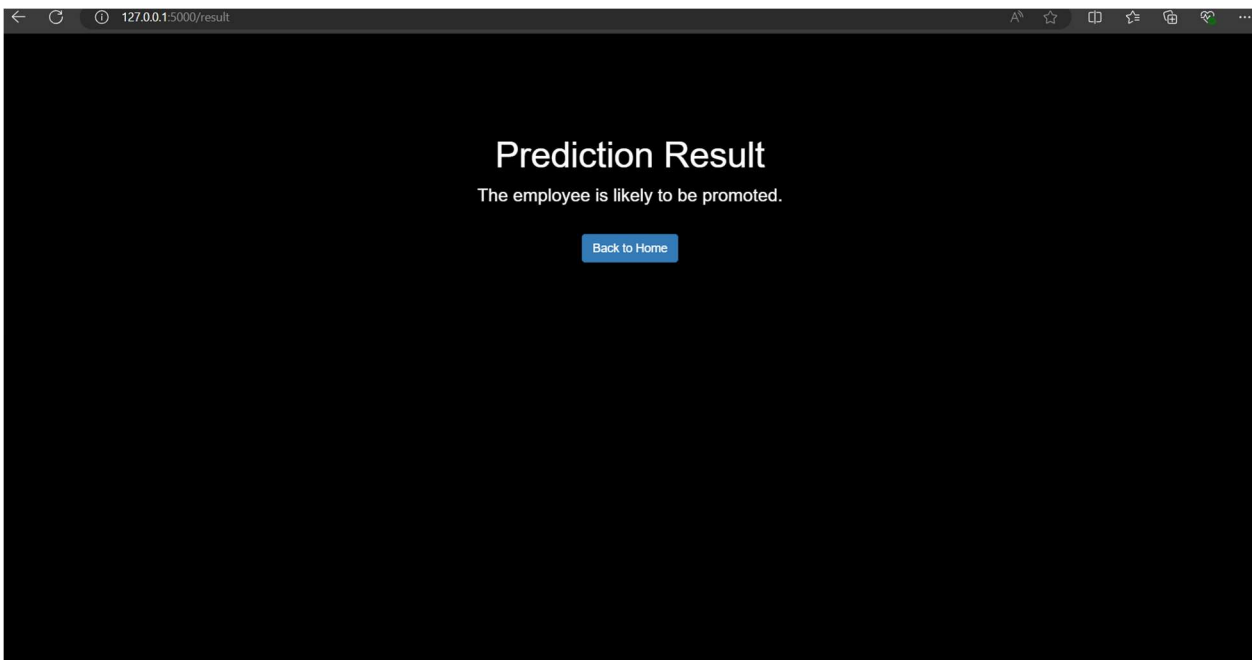 127.0.0.1:5000/result
Prediction Result
The employee is likely to be promoted.
Back to Home